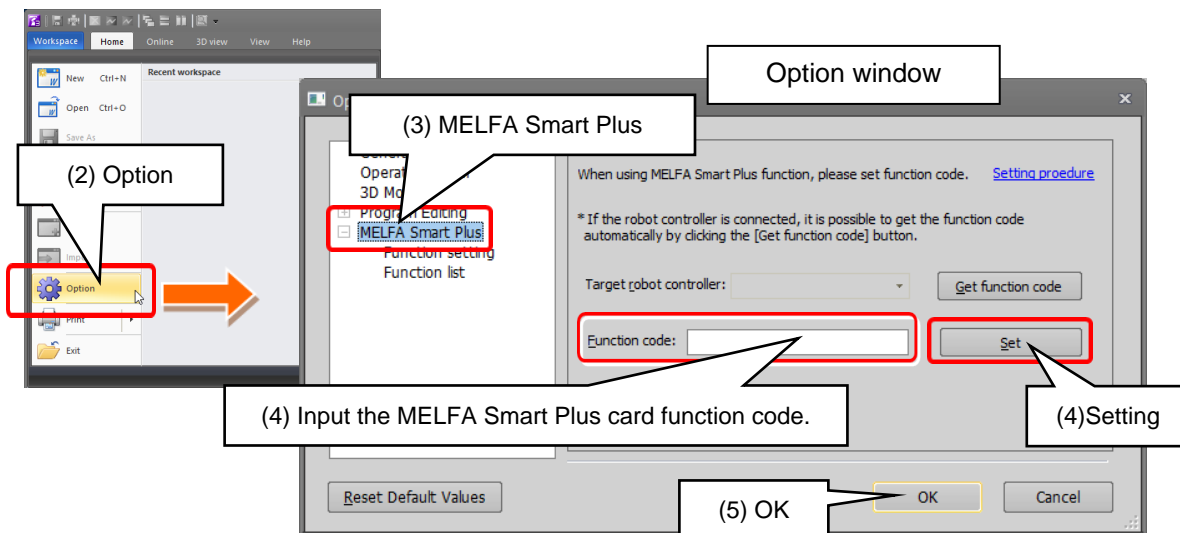 Workspace Home Online 3D view View Help
New Ctrl+N
Recent workspace
Open Ctrl+O
Save As
(2) Option
Imp
Option
Print
Exit
Option window
Op
(3) MELFA Smart Plus
Operat
3D Mo
Program Editing
MELFA Smart Plus
Function setting
Function list
When using MELFA Smart Plus function, please set function code. Setting proedure
* If the robot controller is connected, it is possible to get the function code
automatically by clicking the [Get function code] button.
Target robot controller:
Get function code
Function code:
Set
(4) Input the MELFA Smart Plus card function code.
(4)Setting
Reset Default Values
(5) OK
OK
Cancel